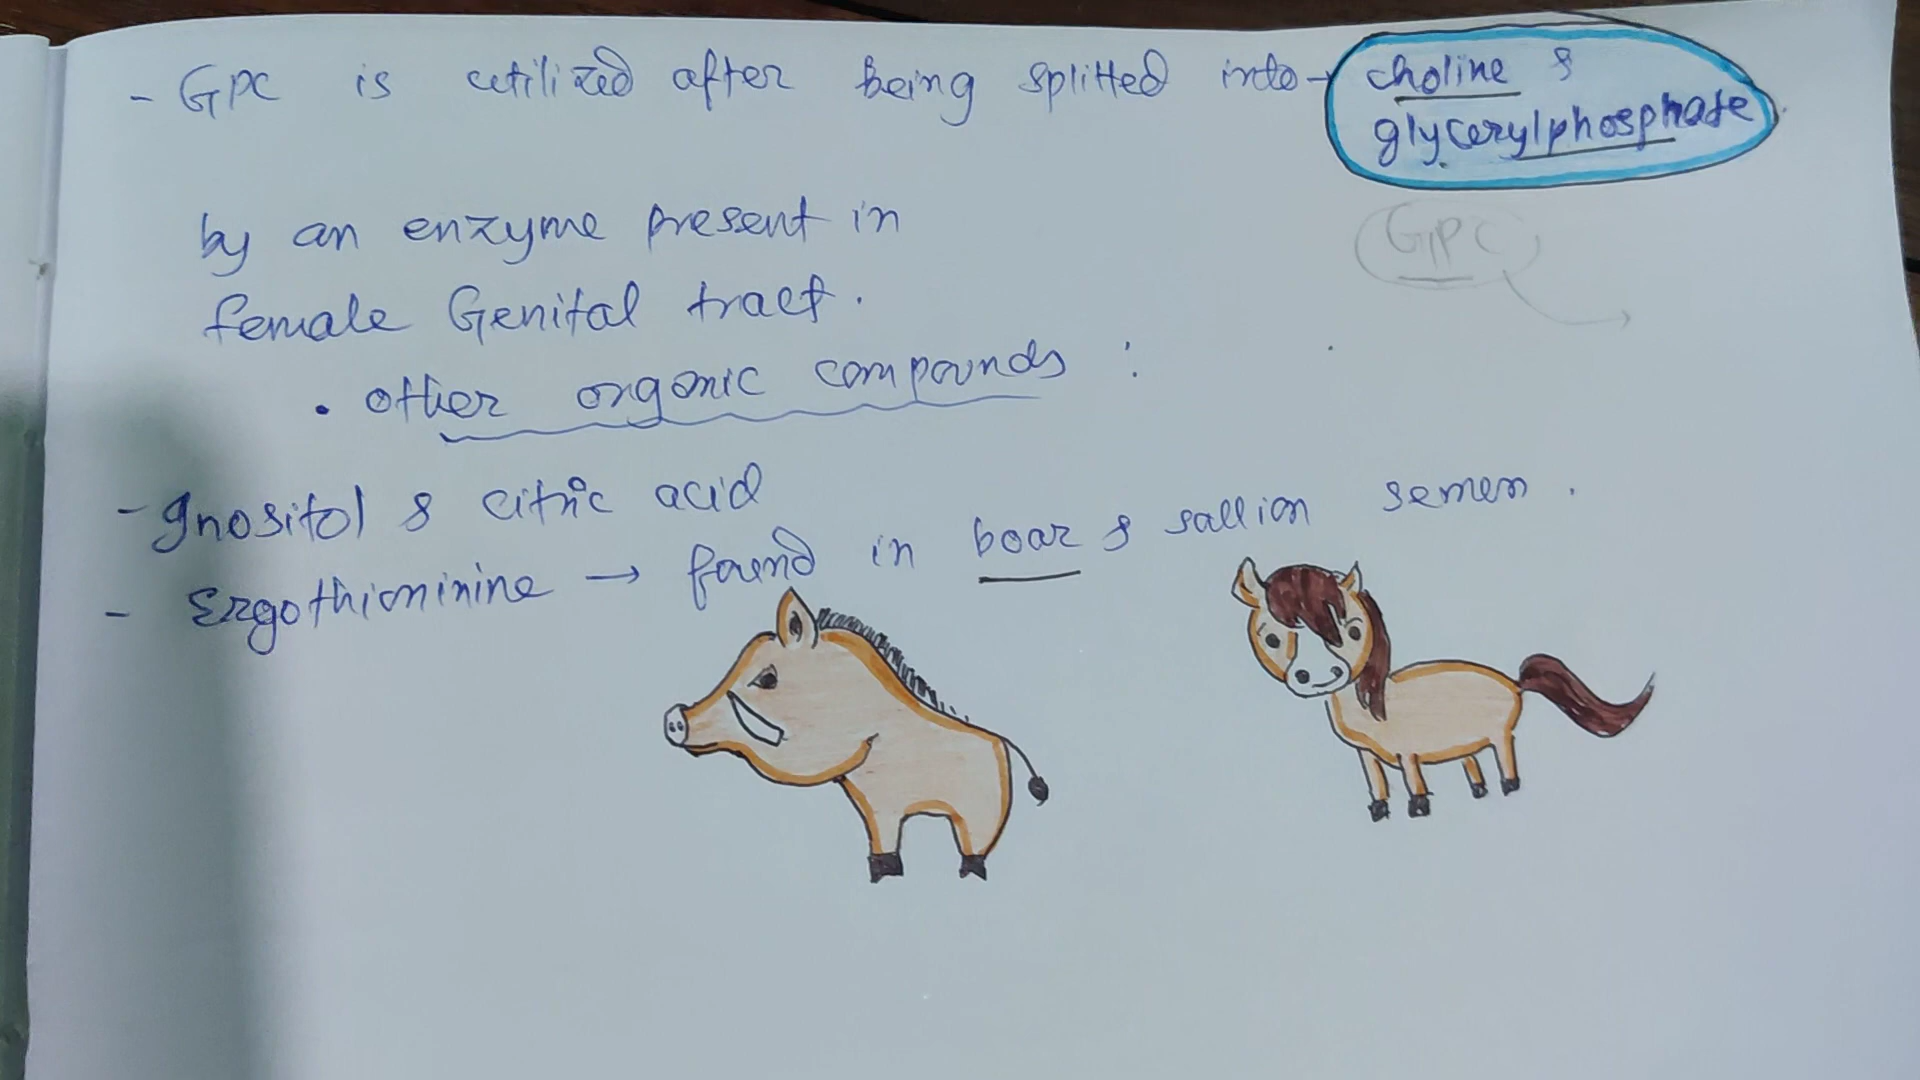 - GPC is utilized after being splitted into → choline &
glycerylphosphate
GPC
by an enzyme present in
female Genital tract.
• other organic compounds :
- Inositol & citric acid
- Ergothioninine → found in boar & sallion semen.